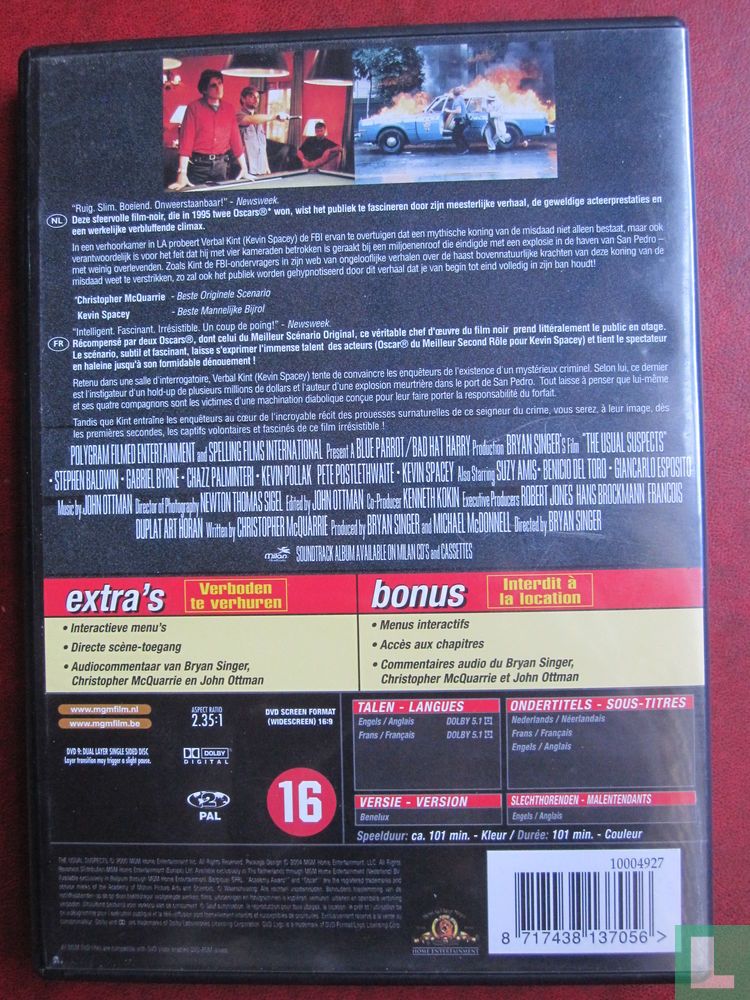 "Ruig. Slim. Boeiend. Onweerstaanbaar!" - Newsweek.
NL
Deze sfeervolle film-noir, die in 1995 twee Oscars®* won, wist het publiek te fascineren door zijn meesterlijke verhaal, de geweldige acteerprestaties en
een werkelijke verbluffende climax.
In een verhoorkamer in LA probeert Verbal Kint (Kevin Spacey) de FBI ervan te overtuigen dat een mythische koning van de misdaad niet alleen bestaat, maar ook
verantwoordelijk is voor het feit dat hij met vier kameraden betrokken is geraakt bij een miljoenenroof die eindigde met een explosie in de haven van San Pedro –
met weinig overlevenden. Zoals Kint de FBI-ondervragers in zijn web van ongelooflijke verhalen over de haast bovennatuurlijke krachten van deze koning van de
misdaad weet te verstrikken, zo zal ook het publiek worden gehypnotiseerd door dit verhaal dat je van begin tot eind volledig in zijn ban houdt!
*Christopher McQuarrie - Beste Originele Scenario
Kevin Spacey - Beste Mannelijke Bijrol
"Intelligent. Fascinant. Irrésistible. Un coup de poing!" - Newsweek
FR
Récompensé par deux Oscars®, dont celui du Meilleur Scénario Original, ce véritable chef d'œuvre du film noir prend littéralement le public en otage.
Le scénario, subtil et fascinant, laisse s'exprimer l'immense talent des acteurs (Oscar® du Meilleur Second Rôle pour Kevin Spacey) et tient le spectateur
en haleine jusqu'à son formidable dénouement !
Retenu dans une salle d'interrogatoire, Verbal Kint (Kevin Spacey) tente de convaincre les enquêteurs de l'existence d'un mystérieux criminel. Selon lui, ce dernier
est l'instigateur d'un hold-up de plusieurs millions de dollars et l'auteur d'une explosion meurtrière dans le port de San Pedro. Tout laisse à penser que lui-même
et ses quatre compagnons sont les victimes d'une machination diabolique conçue pour leur faire porter la responsabilité du forfait.
Tandis que Kint entraîne les enquêteurs au cœur de l'incroyable récit des prouesses surnaturelles de ce seigneur du crime, vous serez, à leur image, dès
les premières secondes, les captifs volontaires et fascinés de ce film irrésistible !
POLYGRAM FILMED ENTERTAINMENT and SPELLING FILMS INTERNATIONAL Present A BLUE PARROT/BAD HAT HARRY Production BRYAN SINGER's Film "THE USUAL SUSPECTS"
· STEPHEN BALDWIN · GABRIEL BYRNE · CHAZZ PALMINTERI · KEVIN POLLAK PETE POSTLETHWAITE · KEVIN SPACEY Also Starring SUZY AMIS · BENICIO DEL TORO · GIANCARLO ESPOSITO
Music by JOHN OTTMAN Director of Photography NEWTON THOMAS SIGEL Edited by JOHN OTTMAN Co-Producer KENNETH KOKIN Executive Producers ROBERT JONES HANS BROCKMANN FRANCOIS
DUPLAT ART HORAN Written by CHRISTOPHER McQUARRIE Produced by BRYAN SINGER and MICHAEL McDONNELL Directed by BRYAN SINGER
milan SOUNDTRACK ALBUM AVAILABLE ON MILAN CD'S and CASSETTES
extra's
Verboden
te verhuren
• Interactieve menu's
• Directe scène-toegang
• Audiocommentaar van Bryan Singer,
Christopher McQuarrie en John Ottman
bonus
Interdit à
la location
• Menus interactifs
• Accès aux chapitres
• Commentaires audio du Bryan Singer,
Christopher McQuarrie et John Ottman
www.mgmfilm.nl
www.mgmfilm.be
ASPECT RATIO
2.35:1
DVD SCREEN FORMAT
(WIDESCREEN) 16:9
DVD 9: DUAL LAYER SINGLE SIDED DISC
Layer transition may trigger a slight pause.
DOLBY
DIGITAL
2
PAL
16
TALEN - LANGUES
Engels / Anglais DOLBY 5.1
Frans / Français DOLBY 5.1
ONDERTITELS - SOUS-TITRES
Nederlands / Néerlandais
Frans / Français
Engels / Anglais
VERSIE - VERSION
Benelux
SLECHTHORENDEN - MALENTENDANTS
Engels / Anglais
Speelduur: ca. 101 min. - Kleur / Durée: 101 min. - Couleur
10004927
8 717438 137056 >
HOME ENTERTAINMENT
L